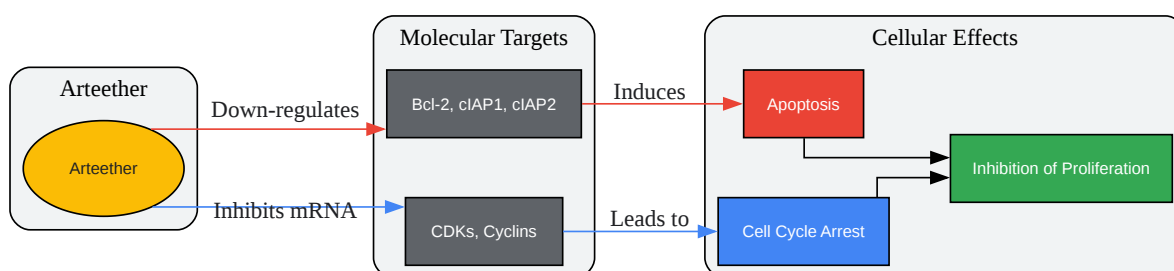 Arteether
Arteether
Down-regulates
Inhibits mRNA
Molecular Targets
Bcl-2, cIAP1, cIAP2
CDKs, Cyclins
Induces
Leads to
Cellular Effects
Apoptosis
Cell Cycle Arrest
Inhibition of Proliferation